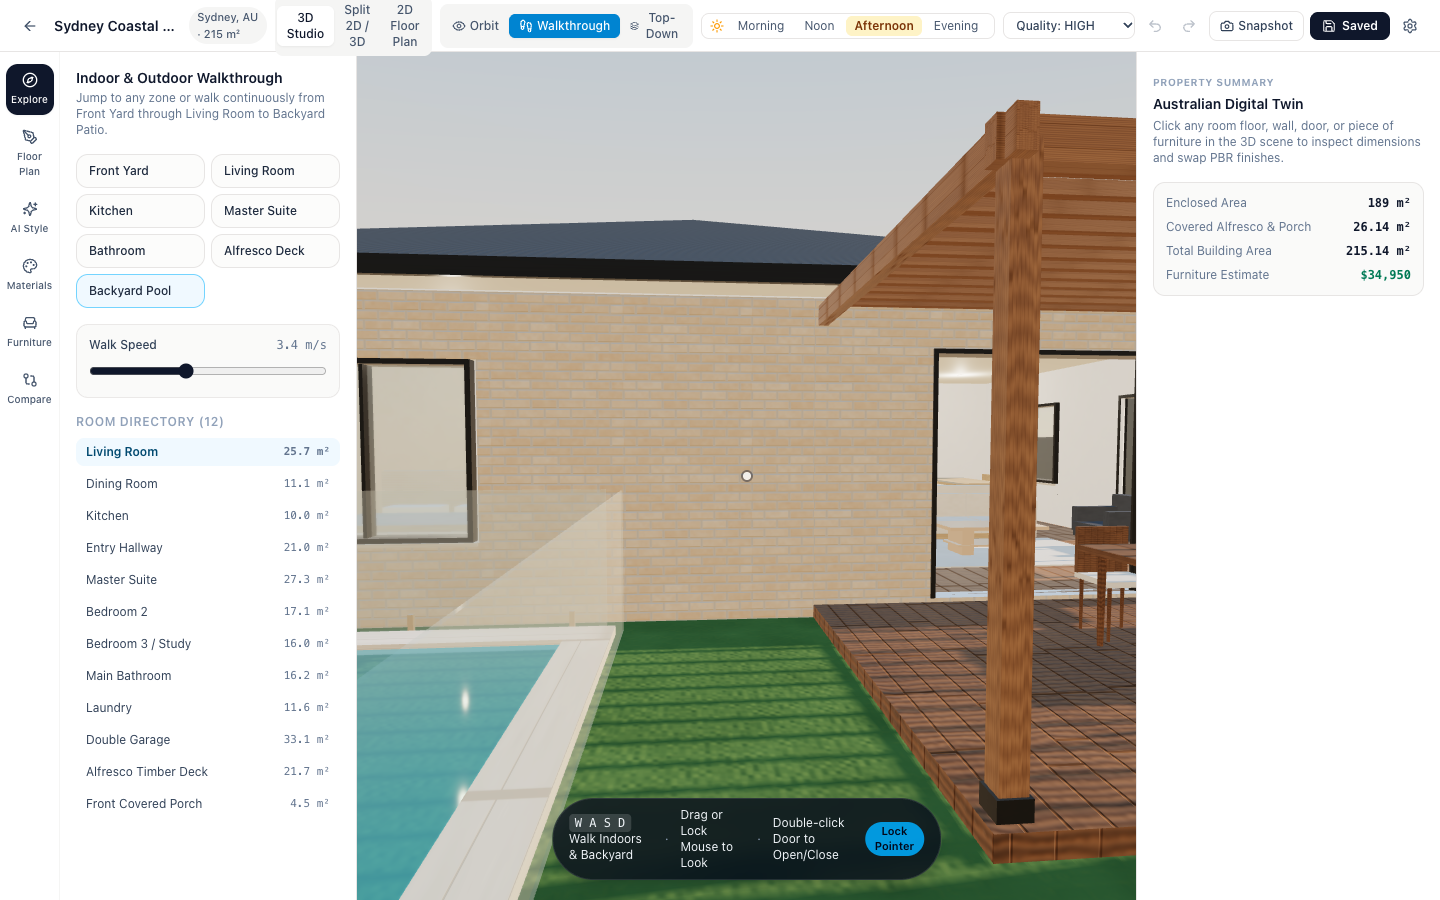 Sydney Coastal ...
Sydney, AU
· 215 m²
3D
Studio
Split
2D /
3D
2D
Floor
Plan
Orbit
Walkthrough
Top-
Down
Morning
Noon
Afternoon
Evening
Quality: HIGH
Snapshot
Saved
Explore
Floor
Plan
AI Style
Materials
Furniture
Compare
Indoor & Outdoor Walkthrough
Jump to any zone or walk continuously from
Front Yard through Living Room to Backyard
Patio.
Front Yard
Living Room
Kitchen
Master Suite
Bathroom
Alfresco Deck
Backyard Pool
Walk Speed 3.4 m/s
ROOM DIRECTORY (12)
Living Room 25.7 m²
Dining Room 11.1 m²
Kitchen 10.0 m²
Entry Hallway 21.0 m²
Master Suite 27.3 m²
Bedroom 2 17.1 m²
Bedroom 3 / Study 16.0 m²
Main Bathroom 16.2 m²
Laundry 11.6 m²
Double Garage 33.1 m²
Alfresco Timber Deck 21.7 m²
Front Covered Porch 4.5 m²
W A S D
Walk Indoors
& Backyard
·
Drag or
Lock
Mouse to
Look
·
Double-click
Door to
Open/Close
Lock
Pointer
PROPERTY SUMMARY
Australian Digital Twin
Click any room floor, wall, door, or piece of
furniture in the 3D scene to inspect dimensions
and swap PBR finishes.
Enclosed Area 189 m²
Covered Alfresco & Porch 26.14 m²
Total Building Area 215.14 m²
Furniture Estimate $34,950